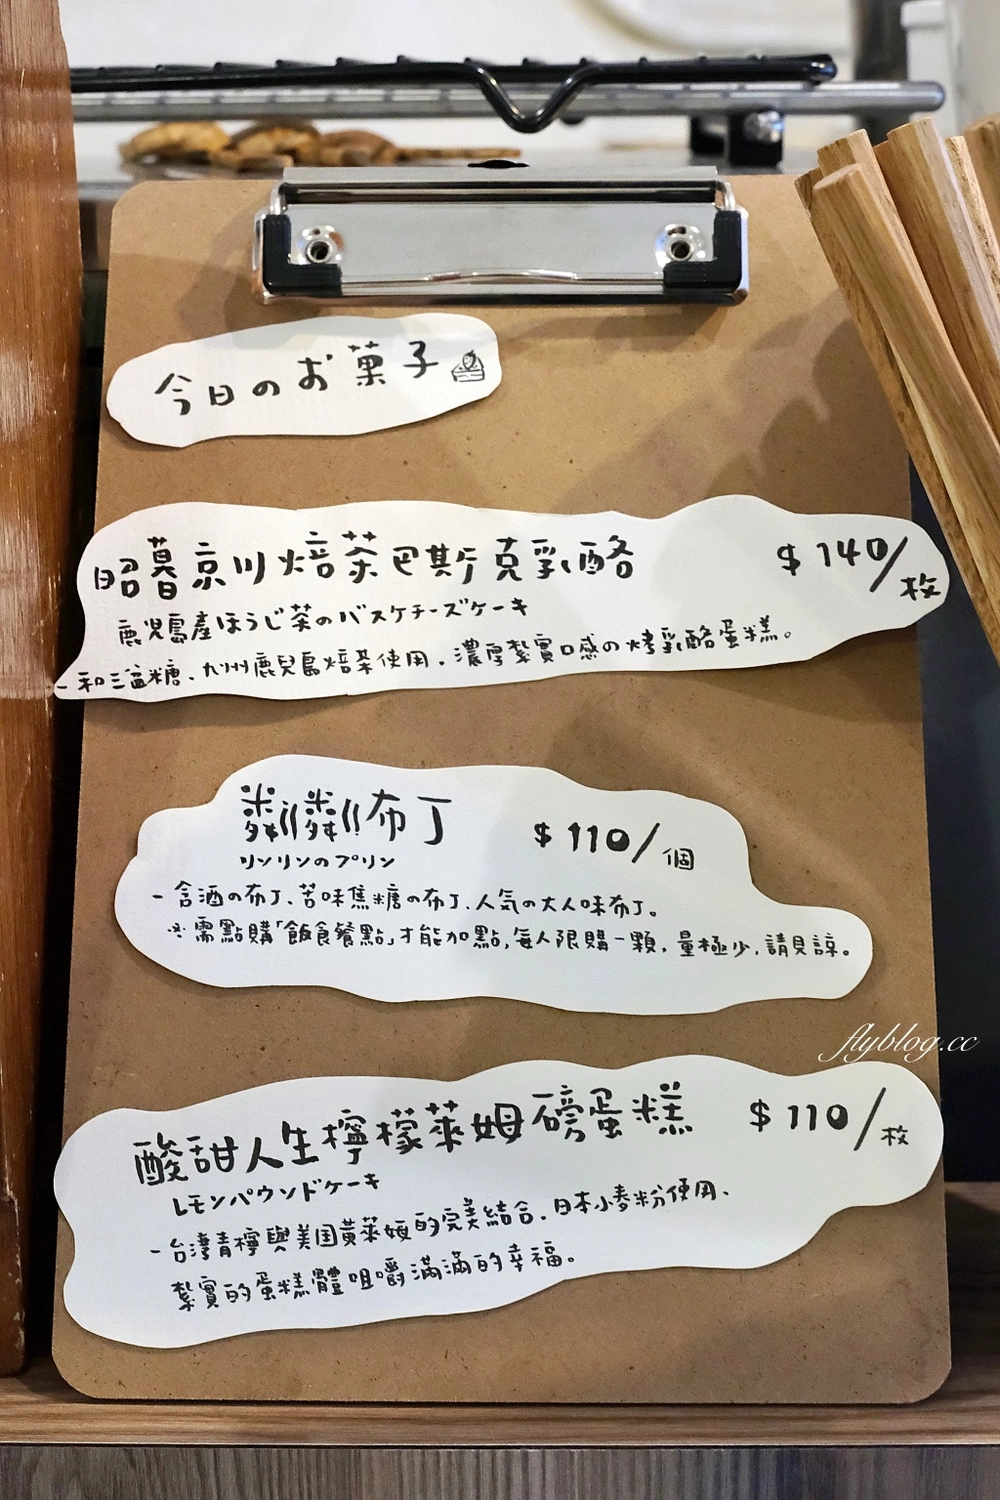 今日のお菓子
昭暮京川焙茶巴斯克乳酪 $140/枚
鹿児島産ほうじ茶のバスケチーズケーキ
-和三盆糖、九州鹿兒島焙茶使用，濃厚紮實口感の烤乳酪蛋糕。
粼粼布丁 $110/個
リンリンのプリン
-含酒の布丁、苦味焦糖の布丁、人気の大人味布丁。
※需點購「飯食餐點」才能加點，每人限購一顆，量極少，請見諒。
flyblog.cc
酸甜人生檸檬萊姆磅蛋糕 $110/枚
レモンパウンドケーキ
-台灣青檸與美国黃萊姆的完美結合，日本小麥粉使用、
紮實的蛋糕體咀嚼滿滿的幸福。